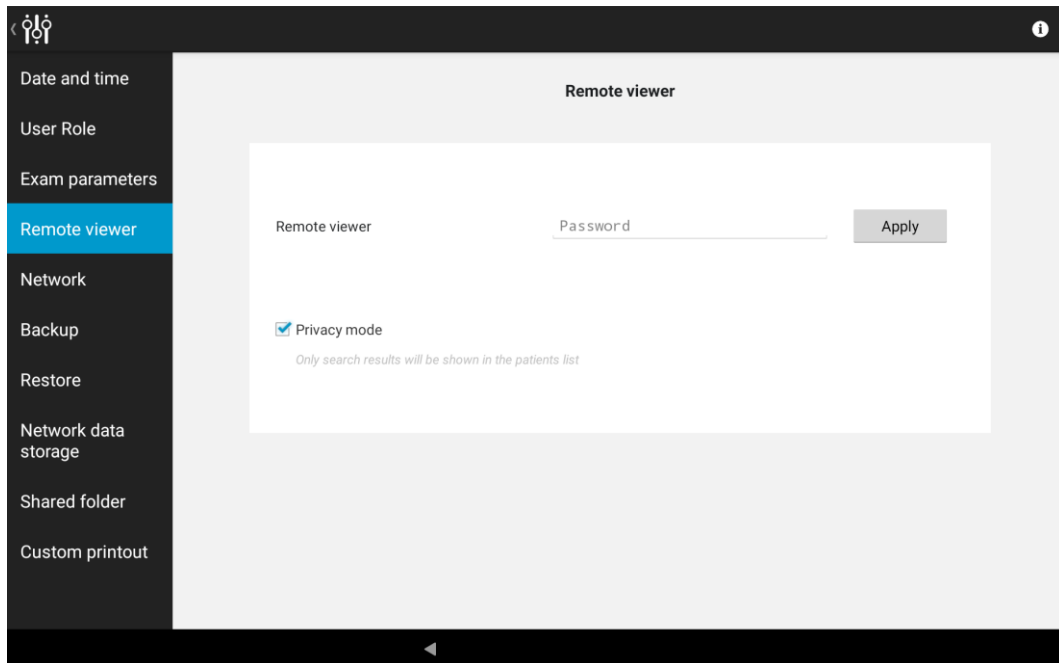 Date and time
User Role
Exam parameters
Remote viewer
Network
Backup
Restore
Network data
storage
Shared folder
Custom printout
Remote viewer
Remote viewer
Password
Apply
Privacy mode
Only search results will be shown in the patients list